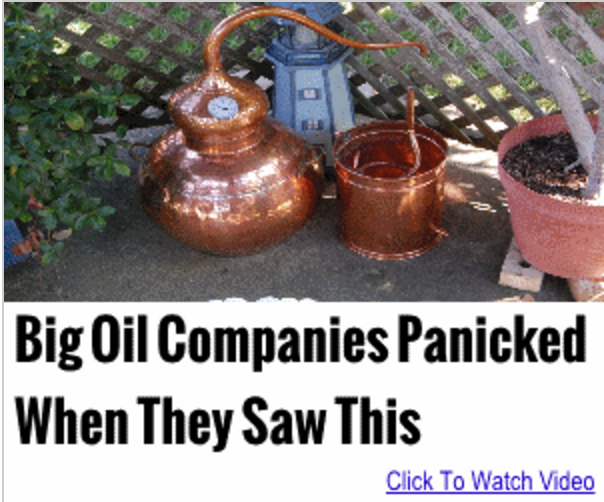 Big Oil Companies Panicked
When They Saw This
Click To Watch Video